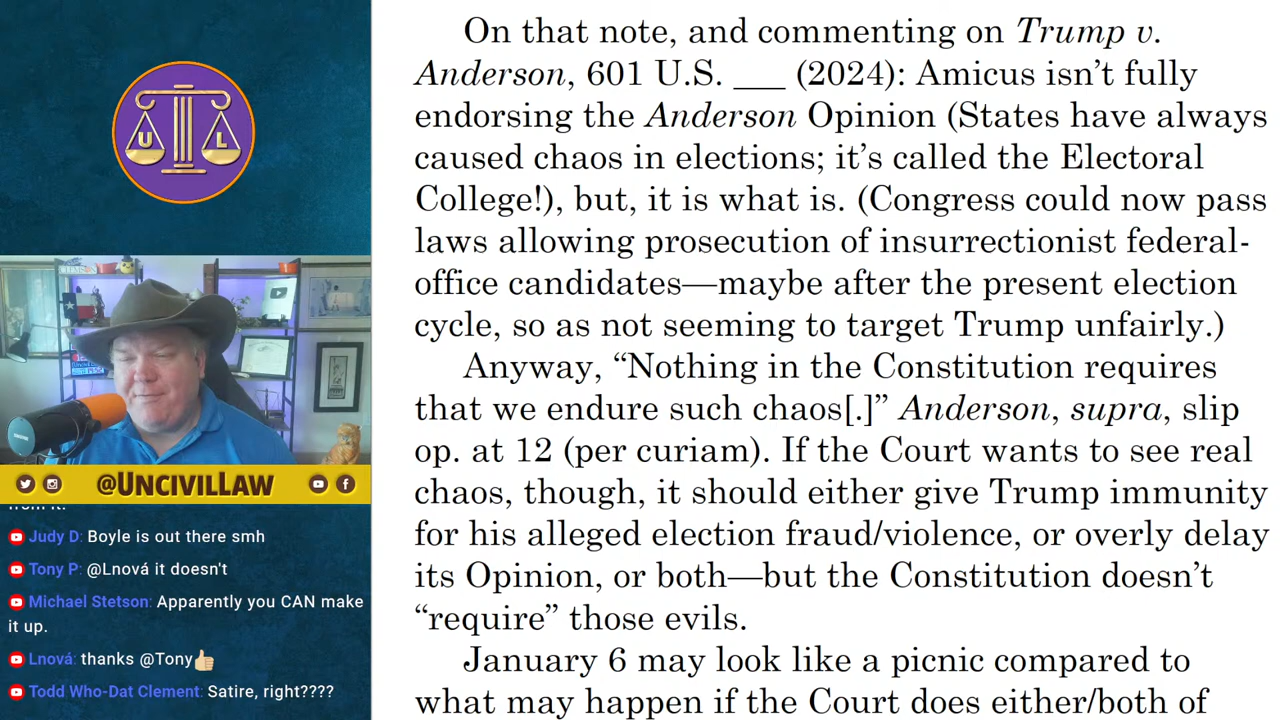 On that note, and commenting on Trump v.
Anderson, 601 U.S. ___ (2024): Amicus isn’t fully
endorsing the Anderson Opinion (States have always
caused chaos in elections; it’s called the Electoral
College!), but, it is what is. (Congress could now pass
laws allowing prosecution of insurrectionist federal-
office candidates—maybe after the present election
cycle, so as not seeming to target Trump unfairly.)
Anyway, “Nothing in the Constitution requires
that we endure such chaos[.]” Anderson, supra, slip
op. at 12 (per curiam). If the Court wants to see real
chaos, though, it should either give Trump immunity
for his alleged election fraud/violence, or overly delay
its Opinion, or both—but the Constitution doesn’t
“require” those evils.
January 6 may look like a picnic compared to
what may happen if the Court does either/both of
U L
@UNCIVILLAW
from it.
Judy D: Boyle is out there smh
Tony P: @Lnová it doesn't
Michael Stetson: Apparently you CAN make
it up.
Lnová: thanks @Tony👍🏼
Todd Who-Dat Clement: Satire, right????